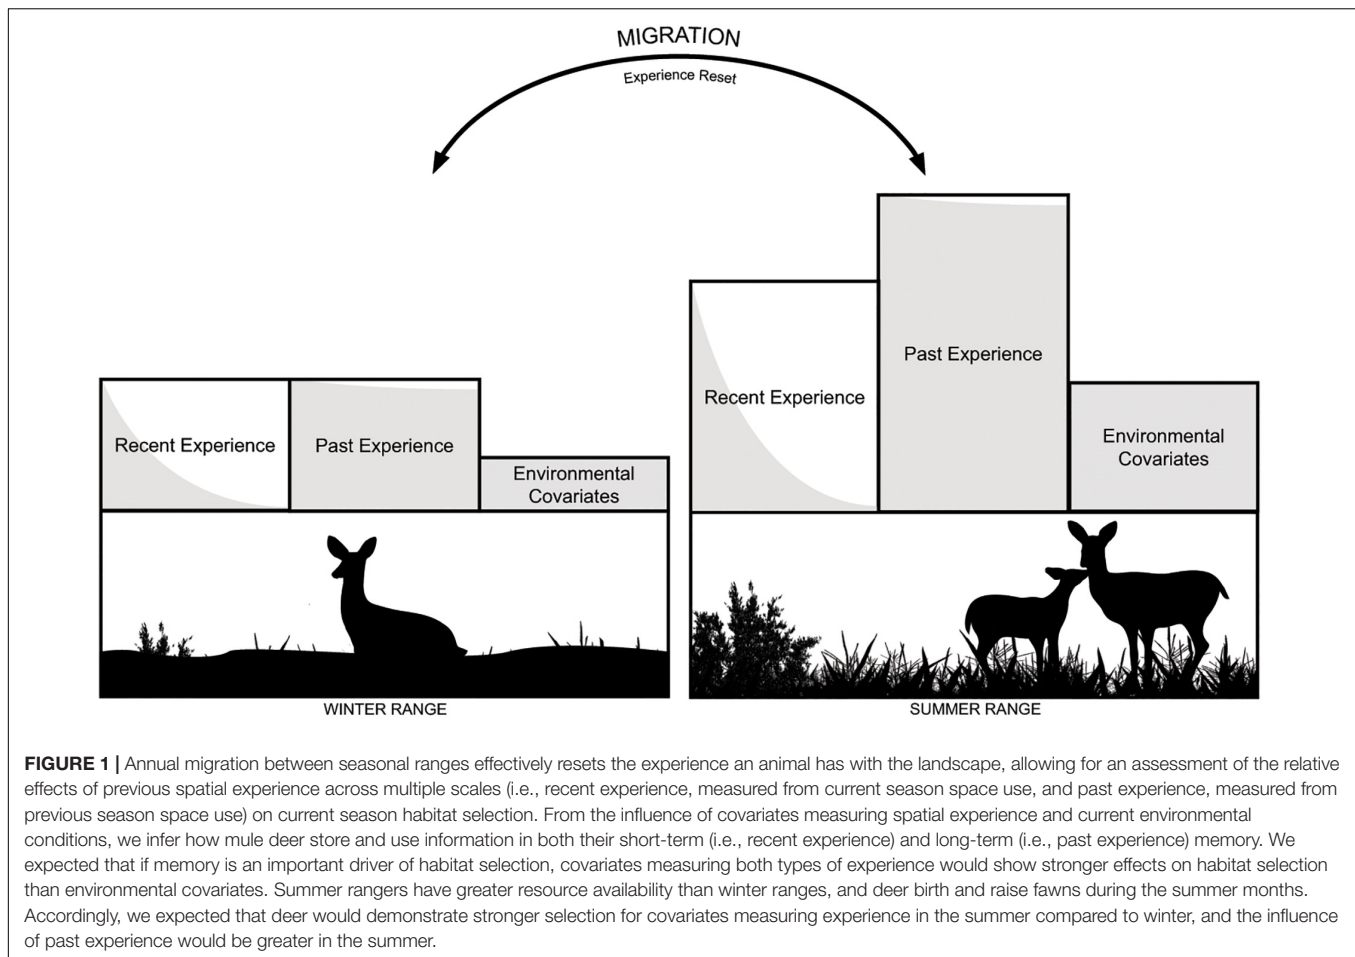 MIGRATION
Experience Reset
Recent Experience
Past Experience
Environmental
Covariates
WINTER RANGE
Recent Experience
Past Experience
Environmental
Covariates
SUMMER RANGE
FIGURE 1 | Annual migration between seasonal ranges effectively resets the experience an animal has with the landscape, allowing for an assessment of the relative
effects of previous spatial experience across multiple scales (i.e., recent experience, measured from current season space use, and past experience, measured from
previous season space use) on current season habitat selection. From the influence of covariates measuring spatial experience and current environmental
conditions, we infer how mule deer store and use information in both their short-term (i.e., recent experience) and long-term (i.e., past experience) memory. We
expected that if memory is an important driver of habitat selection, covariates measuring both types of experience would show stronger effects on habitat selection
than environmental covariates. Summer rangers have greater resource availability than winter ranges, and deer birth and raise fawns during the summer months.
Accordingly, we expected that deer would demonstrate stronger selection for covariates measuring experience in the summer compared to winter, and the influence
of past experience would be greater in the summer.